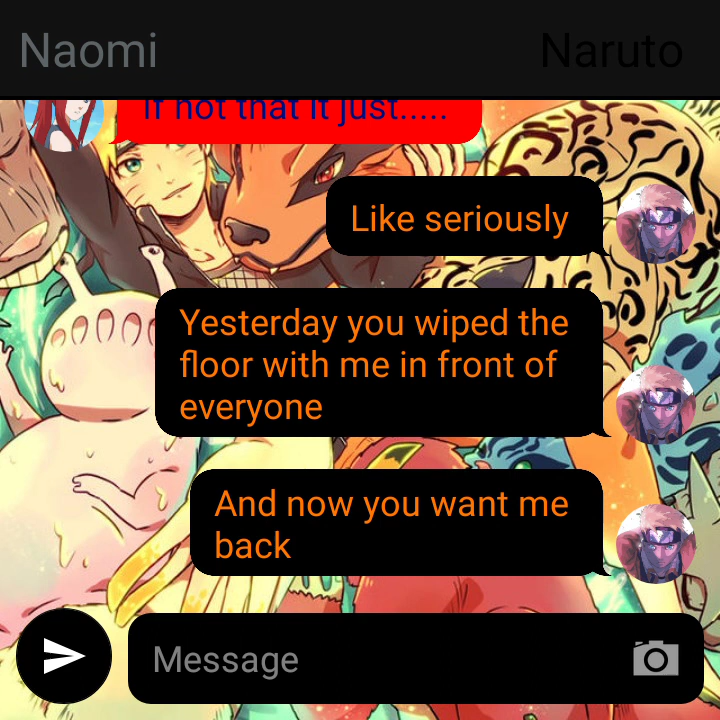 Naomi
Naruto
If not that it just.....
Like seriously
Yesterday you wiped the
floor with me in front of
everyone
And now you want me
back
Message